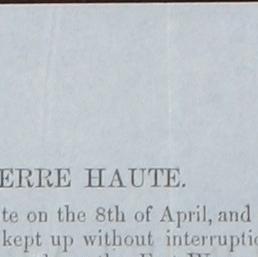 ERRE HAUTE.
te on the 8th of April, and
kept up without interruptio